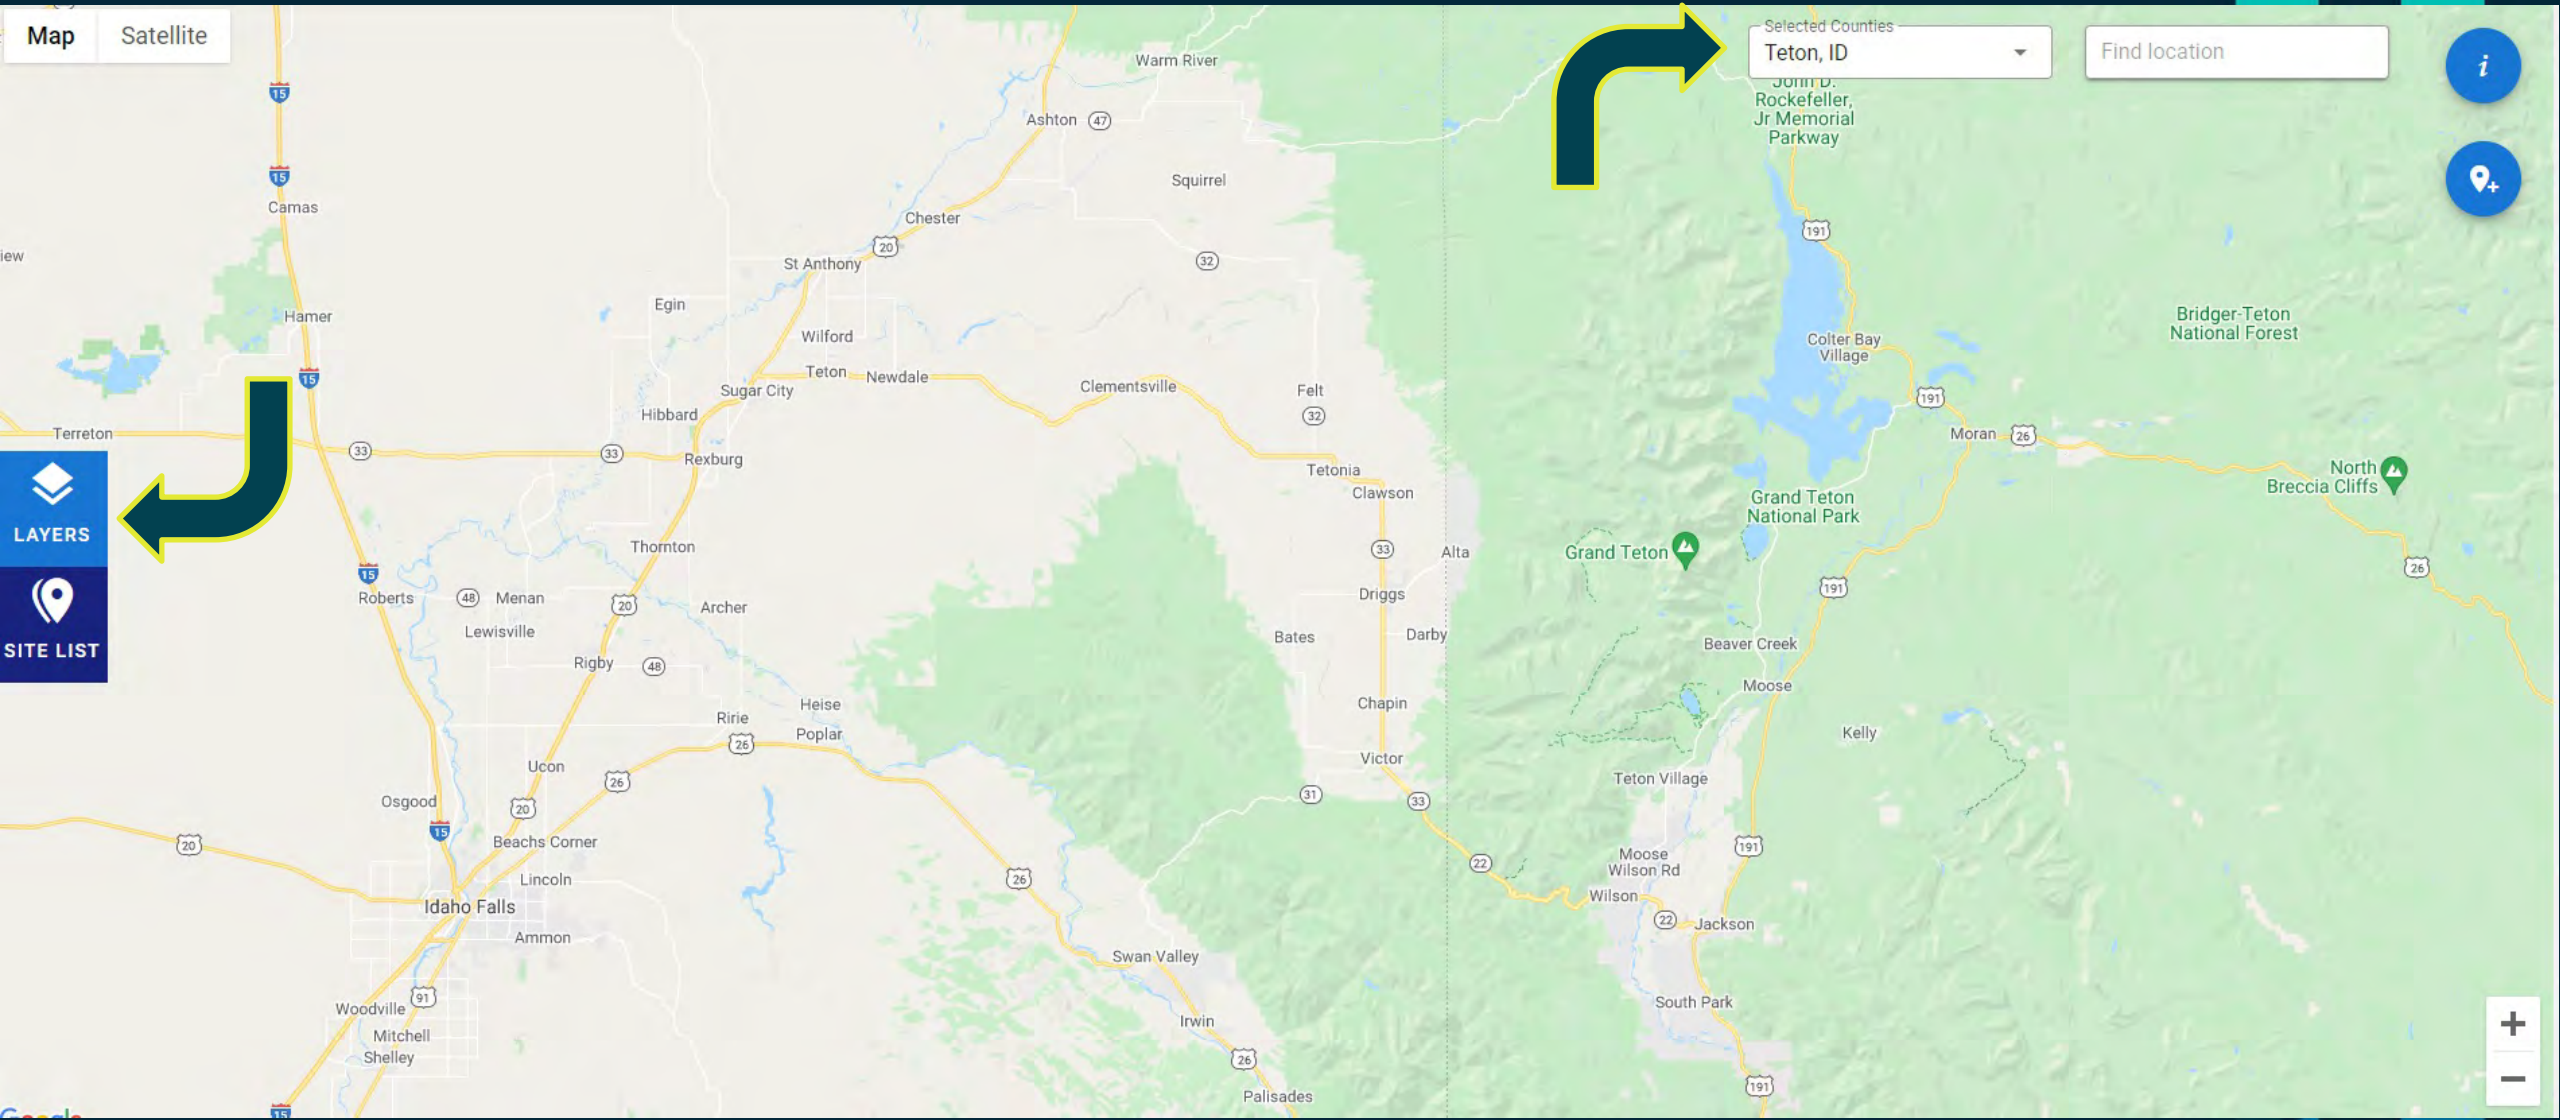 Map
Satellite
Selected Counties
Teton, ID
Find location
i
Warm River
15
John D.
Rockefeller,
Jr Memorial
Parkway
Ashton
47
15
Squirrel
Camas
Chester
191
20
iew
St Anthony
32
Egin
Hamer
Bridger-Teton
National Forest
Wilford
Colter Bay
Village
15
Teton
Newdale
Sugar City
Clementsville
Felt
191
Hibbard
32
Terreton
Moran
26
33
33
Rexburg
Tetonia
North
Breccia Cliffs
Clawson
Grand Teton
National Park
LAYERS
Thornton
33
Alta
Grand Teton
15
26
191
Roberts
48
Menan
20
Archer
Driggs
Lewisville
Bates
Darby
SITE LIST
Beaver Creek
Rigby
48
Moose
Heise
Chapin
Ririe
Poplar
26
Kelly
Victor
Ucon
26
Teton Village
Osgood
20
31
33
15
20
Beachs Corner
191
Moose
Wilson Rd
22
Lincoln
26
Wilson
Idaho Falls
22
Jackson
Ammon
Swan Valley
91
South Park
Woodville
Irwin
Mitchell
Shelley
26
191
Palisades
15
Google